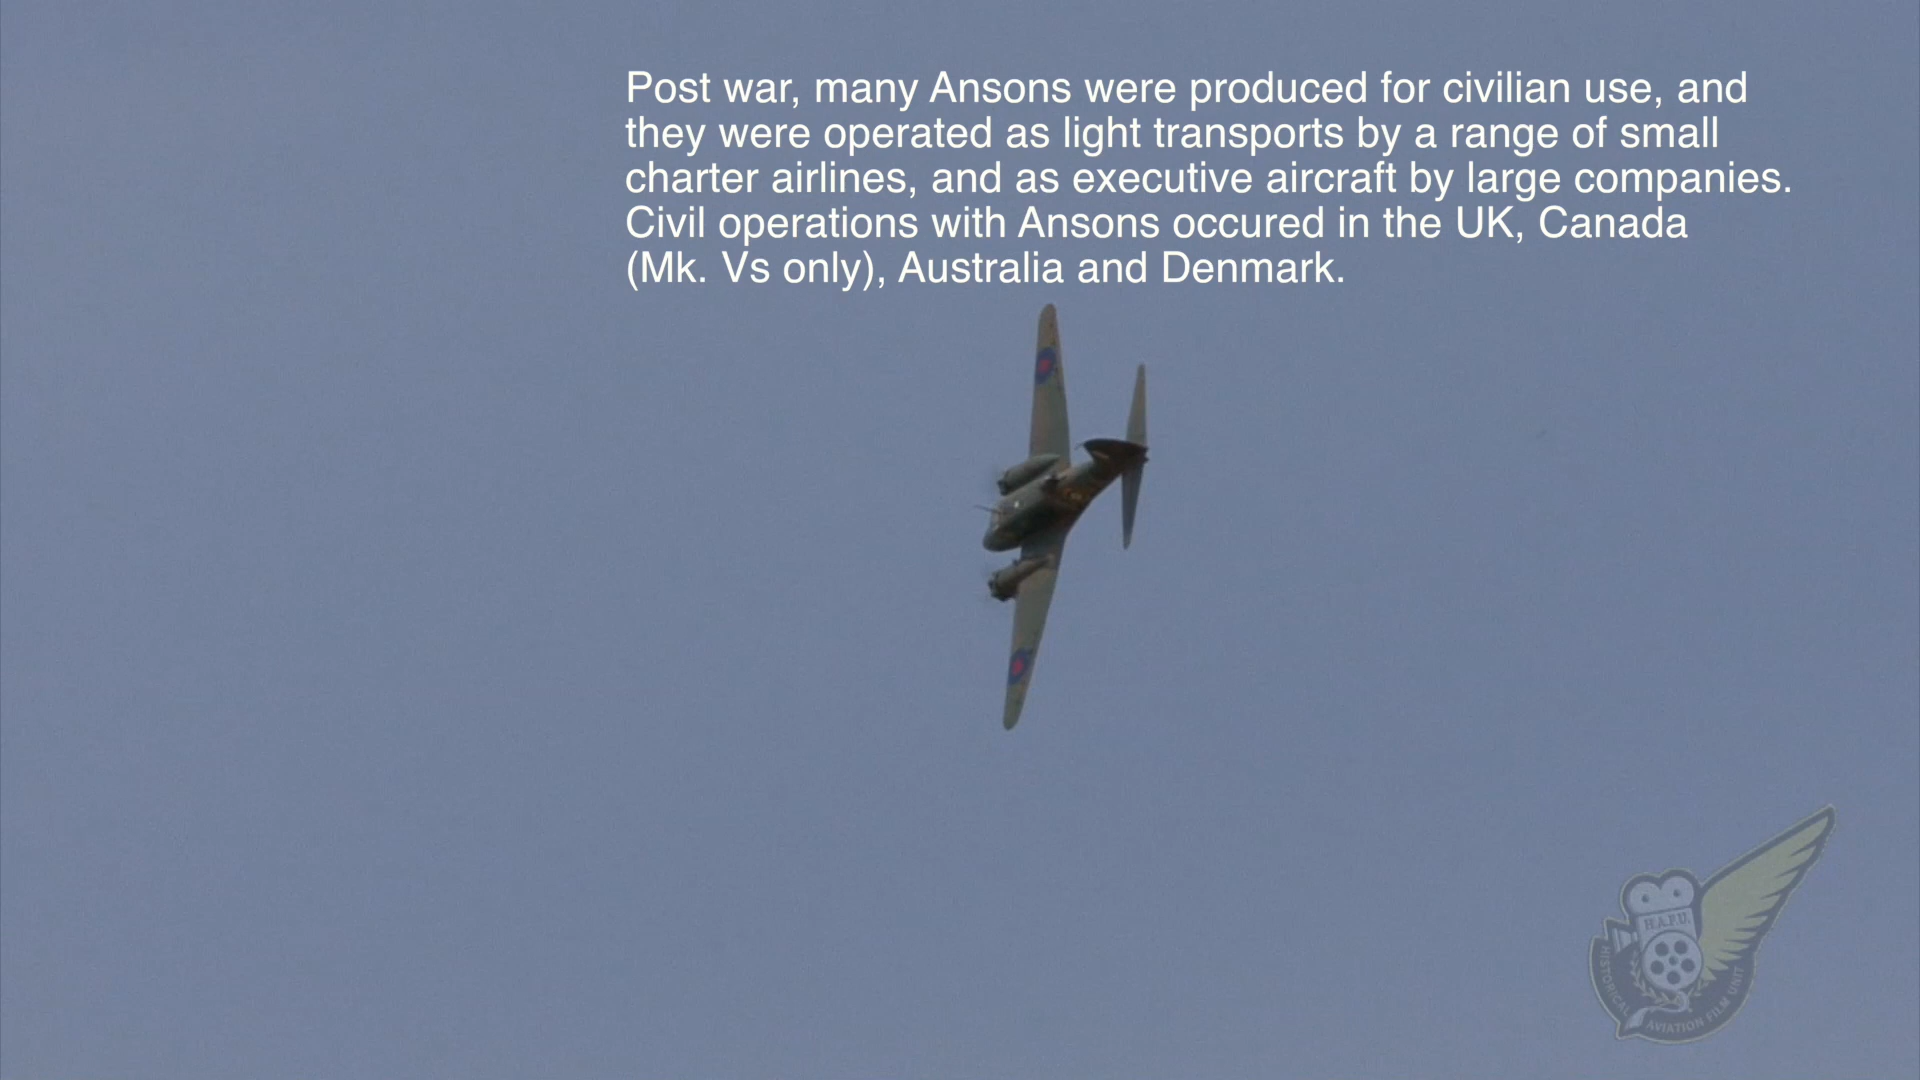 Post war, many Ansons were produced for civilian use, and
they were operated as light transports by a range of small
charter airlines, and as executive aircraft by large companies.
Civil operations with Ansons occured in the UK, Canada
(Mk. Vs only), Australia and Denmark.
H.A.F.U.
HISTORICAL AVIATION FILM UNIT